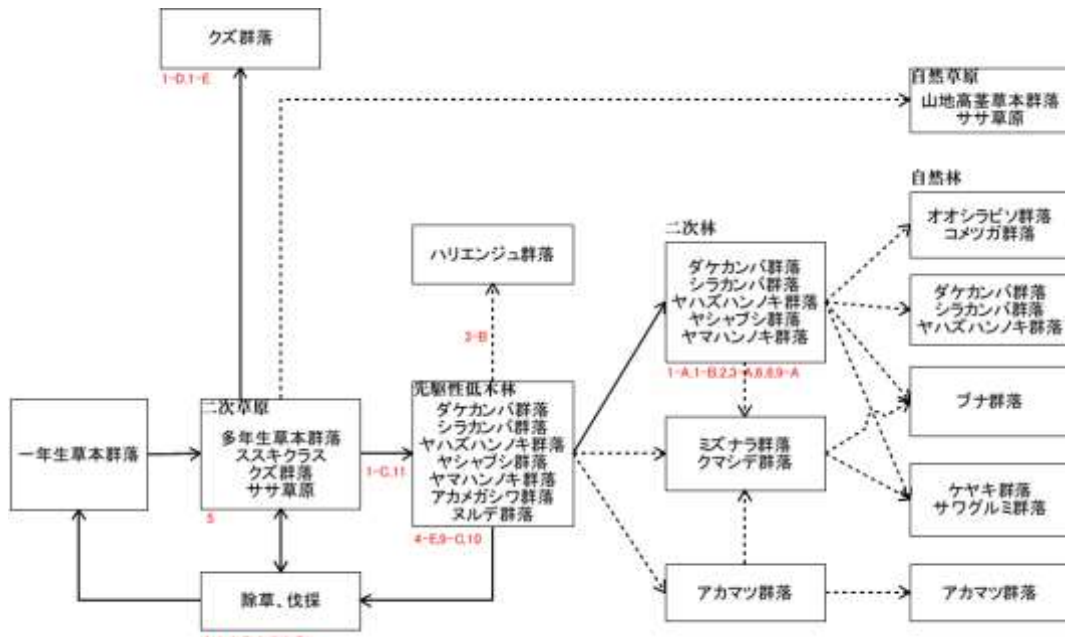 クズ群落
1-D,1-E
自然草原
山地高茎草本群落
ササ草原
自然林
オオシラビソ群落
コメツガ群落
二次林
ダケカンバ群落
シラカンバ群落
ヤハズハンノキ群落
ヤシャブシ群落
ヤマハンノキ群落
1-A,1-B,2,3-A,6,8,9-A
ハリエンジュ群落
3-B
ダケカンバ群落
シラカンバ群落
ヤハズハンノキ群落
先駆性低木林
ダケカンバ群落
シラカンバ群落
ヤハズハンノキ群落
ヤシャブシ群落
ヤマハンノキ群落
アカメガシワ群落
ヌルデ群落
4-E,9-C,10
ブナ群落
一年生草本群落
二次草原
多年生草本群落
ススキクラス
クズ群落
ササ草原
5
1-C,11
ミズナラ群落
クマシデ群落
ケヤキ群落
サワグルミ群落
除草、伐採
アカマツ群落
アカマツ群落